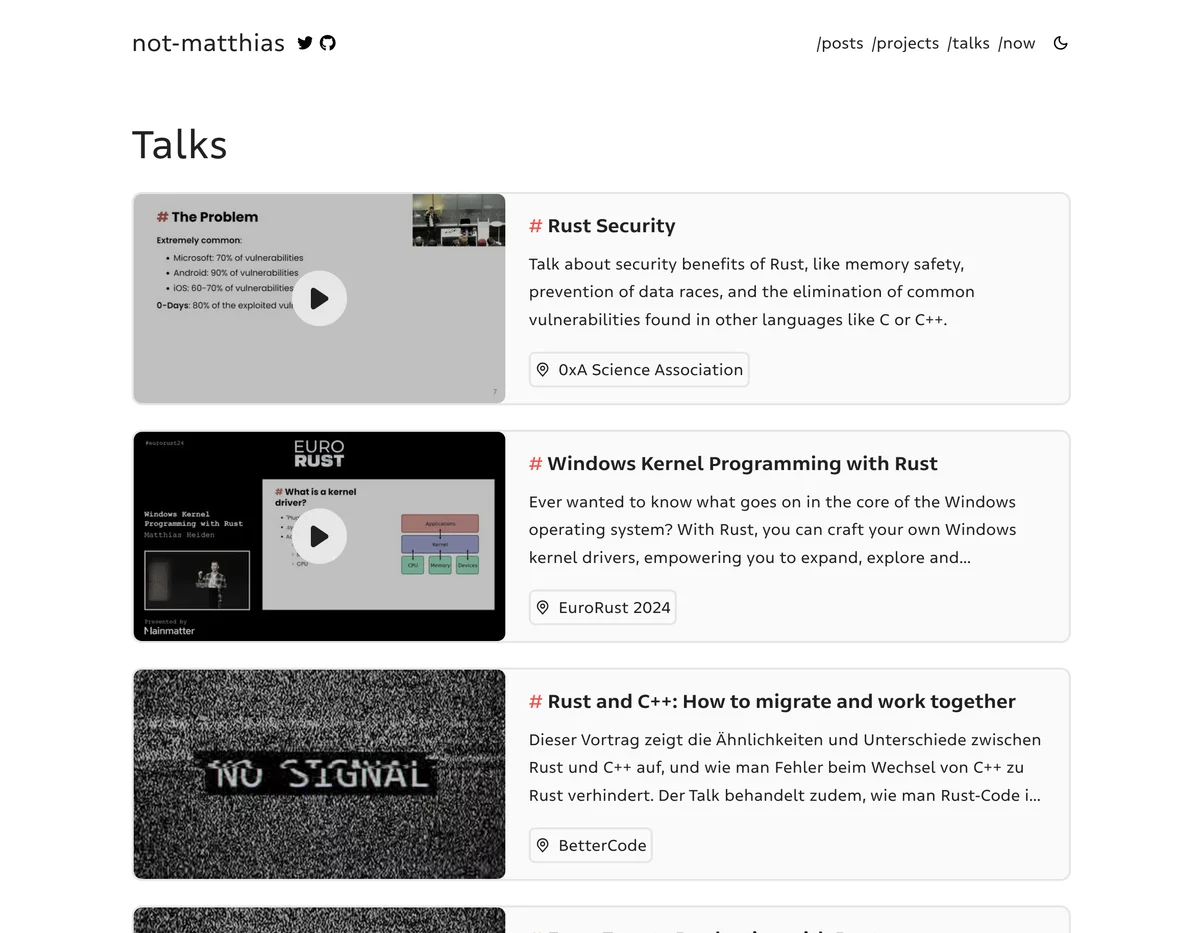 not-matthias
/posts /projects /talks /now
Talks
# The Problem
Extremely common:
• Microsoft: 70% of vulnerabilities
• Android: 90% of vulnerabilities
• iOS: 60-70% of vulnerabilities
0-Days: 80% of the exploited
7
# Rust Security
Talk about security benefits of Rust, like memory safety,
prevention of data races, and the elimination of common
vulnerabilities found in other languages like C or C++.
0xA Science Association
#eurorust24
EURO
RUST
Windows Kernel
Programming with Rust
Matthias Heiden
# What is a kernel
driver?
CPU
Applications
Kernel
CPU Memory Devices
Presented by
Mainmatter
# Windows Kernel Programming with Rust
Ever wanted to know what goes on in the core of the Windows
operating system? With Rust, you can craft your own Windows
kernel drivers, empowering you to expand, explore and...
EuroRust 2024
NO SIGNAL
# Rust and C++: How to migrate and work together
Dieser Vortrag zeigt die Ähnlichkeiten und Unterschiede zwischen
Rust und C++ auf, und wie man Fehler beim Wechsel von C++ zu
Rust verhindert. Der Talk behandelt zudem, wie man Rust-Code i...
BetterCode